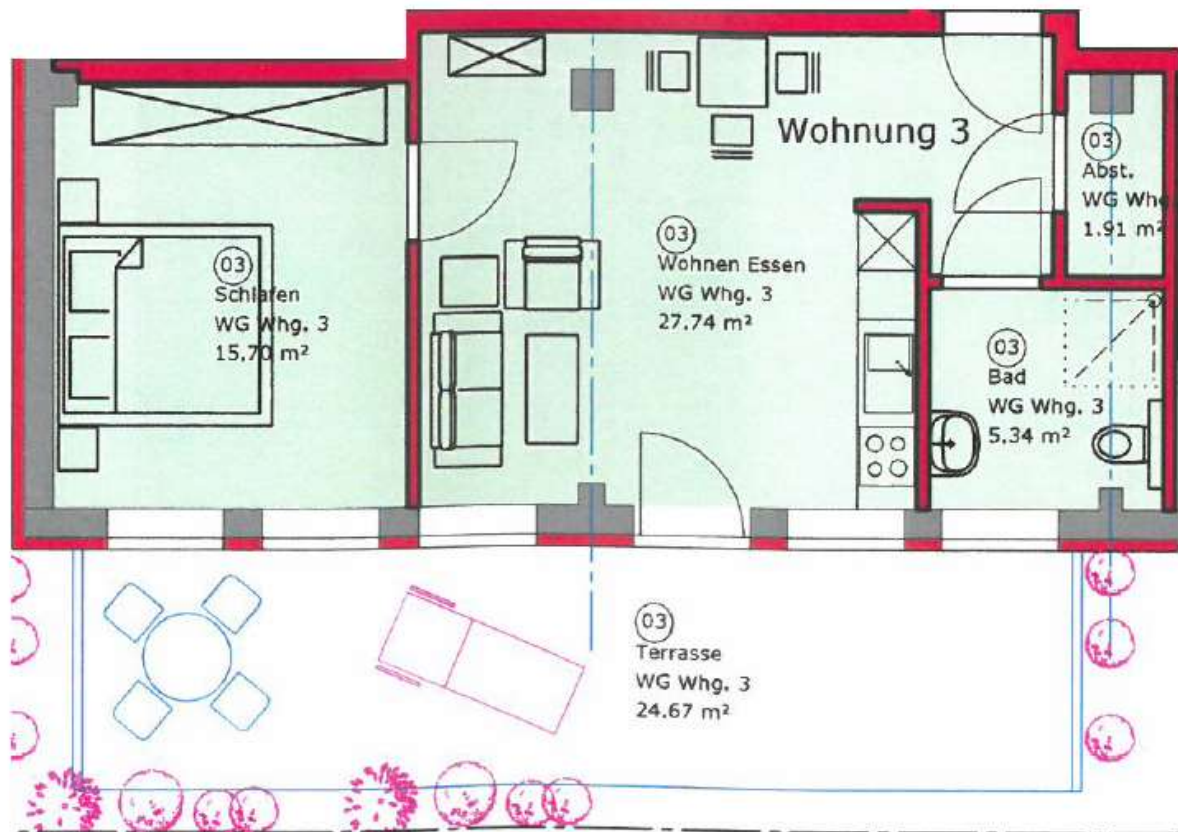 Wohnung 3
03
Abst.
WG Whg
1.91 m²
03
Schlafen
WG Whg. 3
15.70 m²
03
Wohnen Essen
WG Whg. 3
27.74 m²
03
Bad
WG Whg. 3
5.34 m²
03
Terrasse
WG Whg. 3
24.67 m²